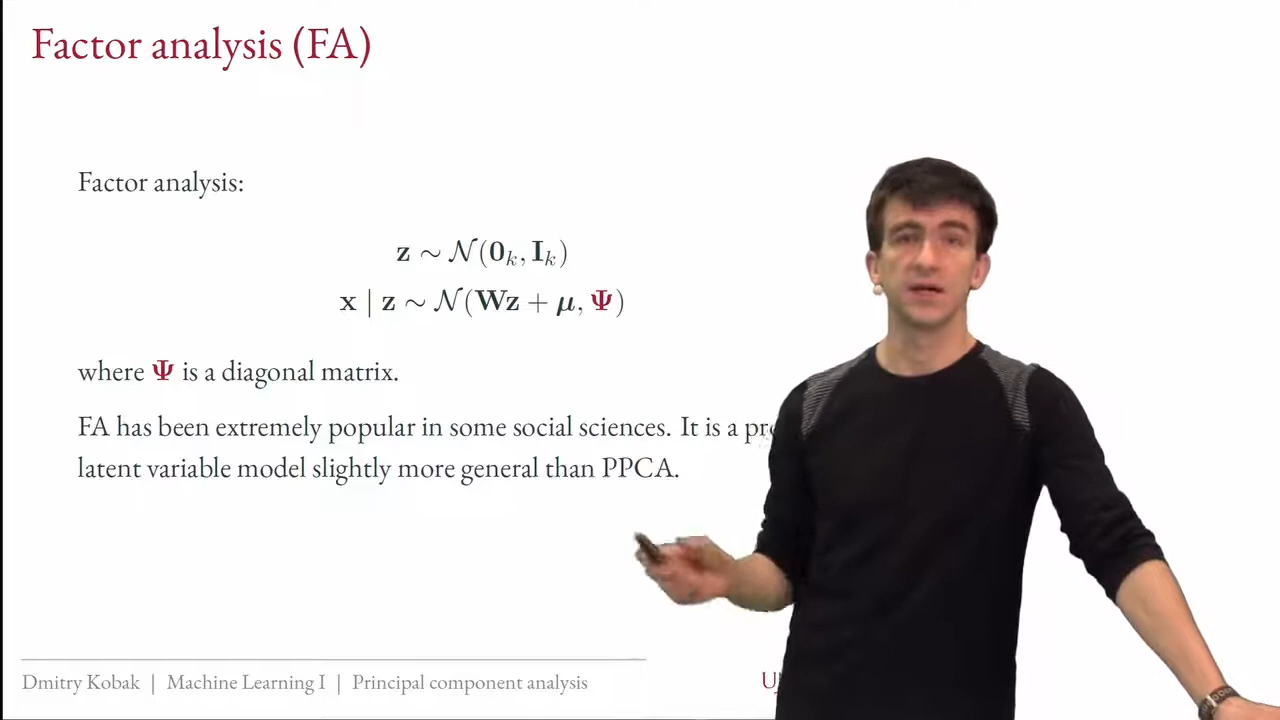 Factor analysis (FA)
Factor analysis:
z ∼ 𝒩(0ₖ, Iₖ)
x | z ∼ 𝒩(Wz + μ, Ψ)
where Ψ is a diagonal matrix.
FA has been extremely popular in some social sciences. It is a
latent variable model slightly more general than PPCA.
Dmitry Kobak | Machine Learning I | Principal component analysis